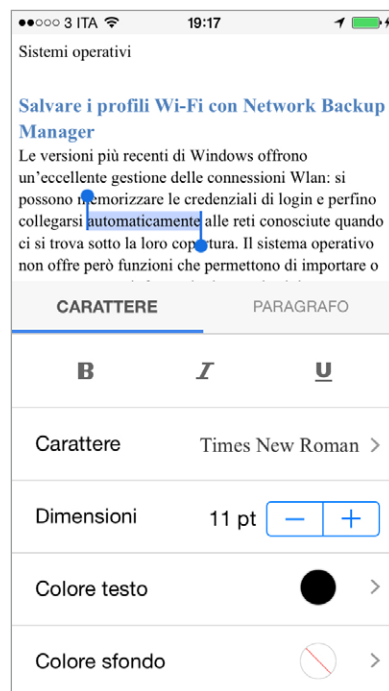 3 ITA 19:17
Sistemi operativi
Salvare i profili Wi-Fi con Network Backup
Manager
Le versioni più recenti di Windows offrono
un'eccellente gestione delle connessioni Wlan: si
possono memorizzare le credenziali di login e perfino
collegarsi automaticamente alle reti conosciute quando
ci si trova sotto la loro copertura. Il sistema operativo
non offre però funzioni che permettono di importare o
CARATTERE PARAGRAFO
B I U
Carattere Times New Roman >
Dimensioni 11 pt − +
Colore testo >
Colore sfondo >